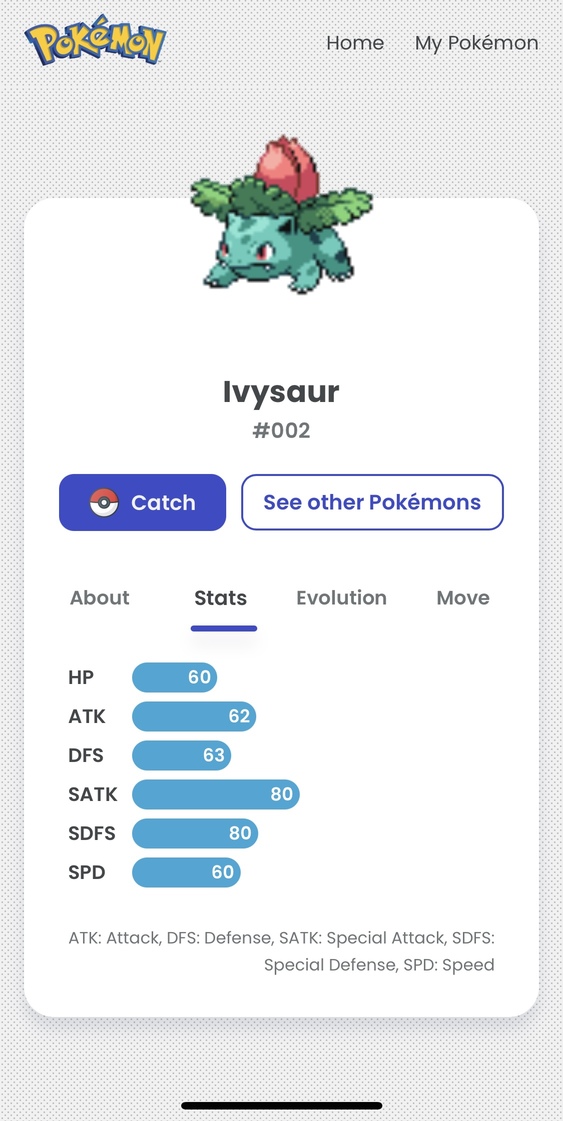 POKéMON
Home My Pokémon
Ivysaur
#002
Catch See other Pokémons
About Stats Evolution Move
HP 60
ATK 62
DFS 63
SATK 80
SDFS 80
SPD 60
ATK: Attack, DFS: Defense, SATK: Special Attack, SDFS:
Special Defense, SPD: Speed